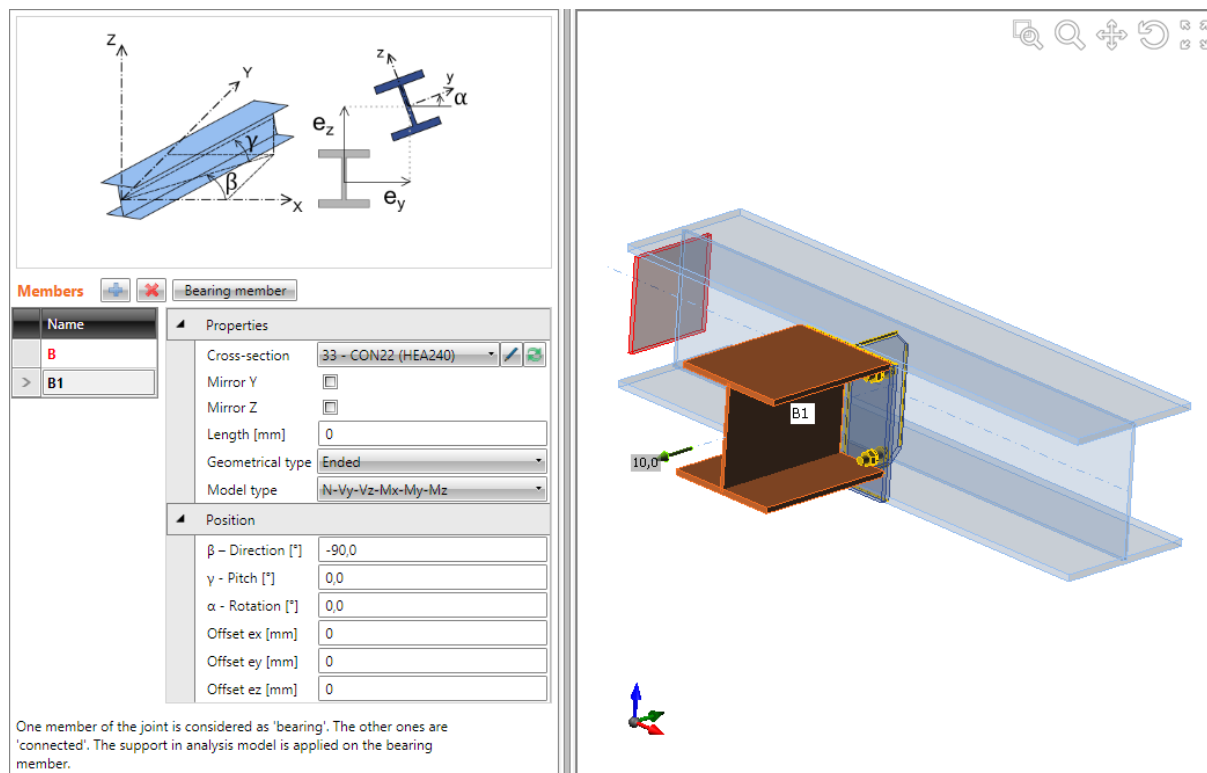 Z
Y
γ
β
X
z
y
α
e_z
e_y
Members
Bearing member
Name
B
B1
Properties
Cross-section 33 - CON22 (HEA240)
Mirror Y
Mirror Z
Length [mm] 0
Geometrical type Ended
Model type N-Vy-Vz-Mx-My-Mz
Position
β – Direction [°] -90,0
γ - Pitch [°] 0,0
α - Rotation [°] 0,0
Offset ex [mm] 0
Offset ey [mm] 0
Offset ez [mm] 0
One member of the joint is considered as 'bearing'. The other ones are
'connected'. The support in analysis model is applied on the bearing
member.
B1
10,0